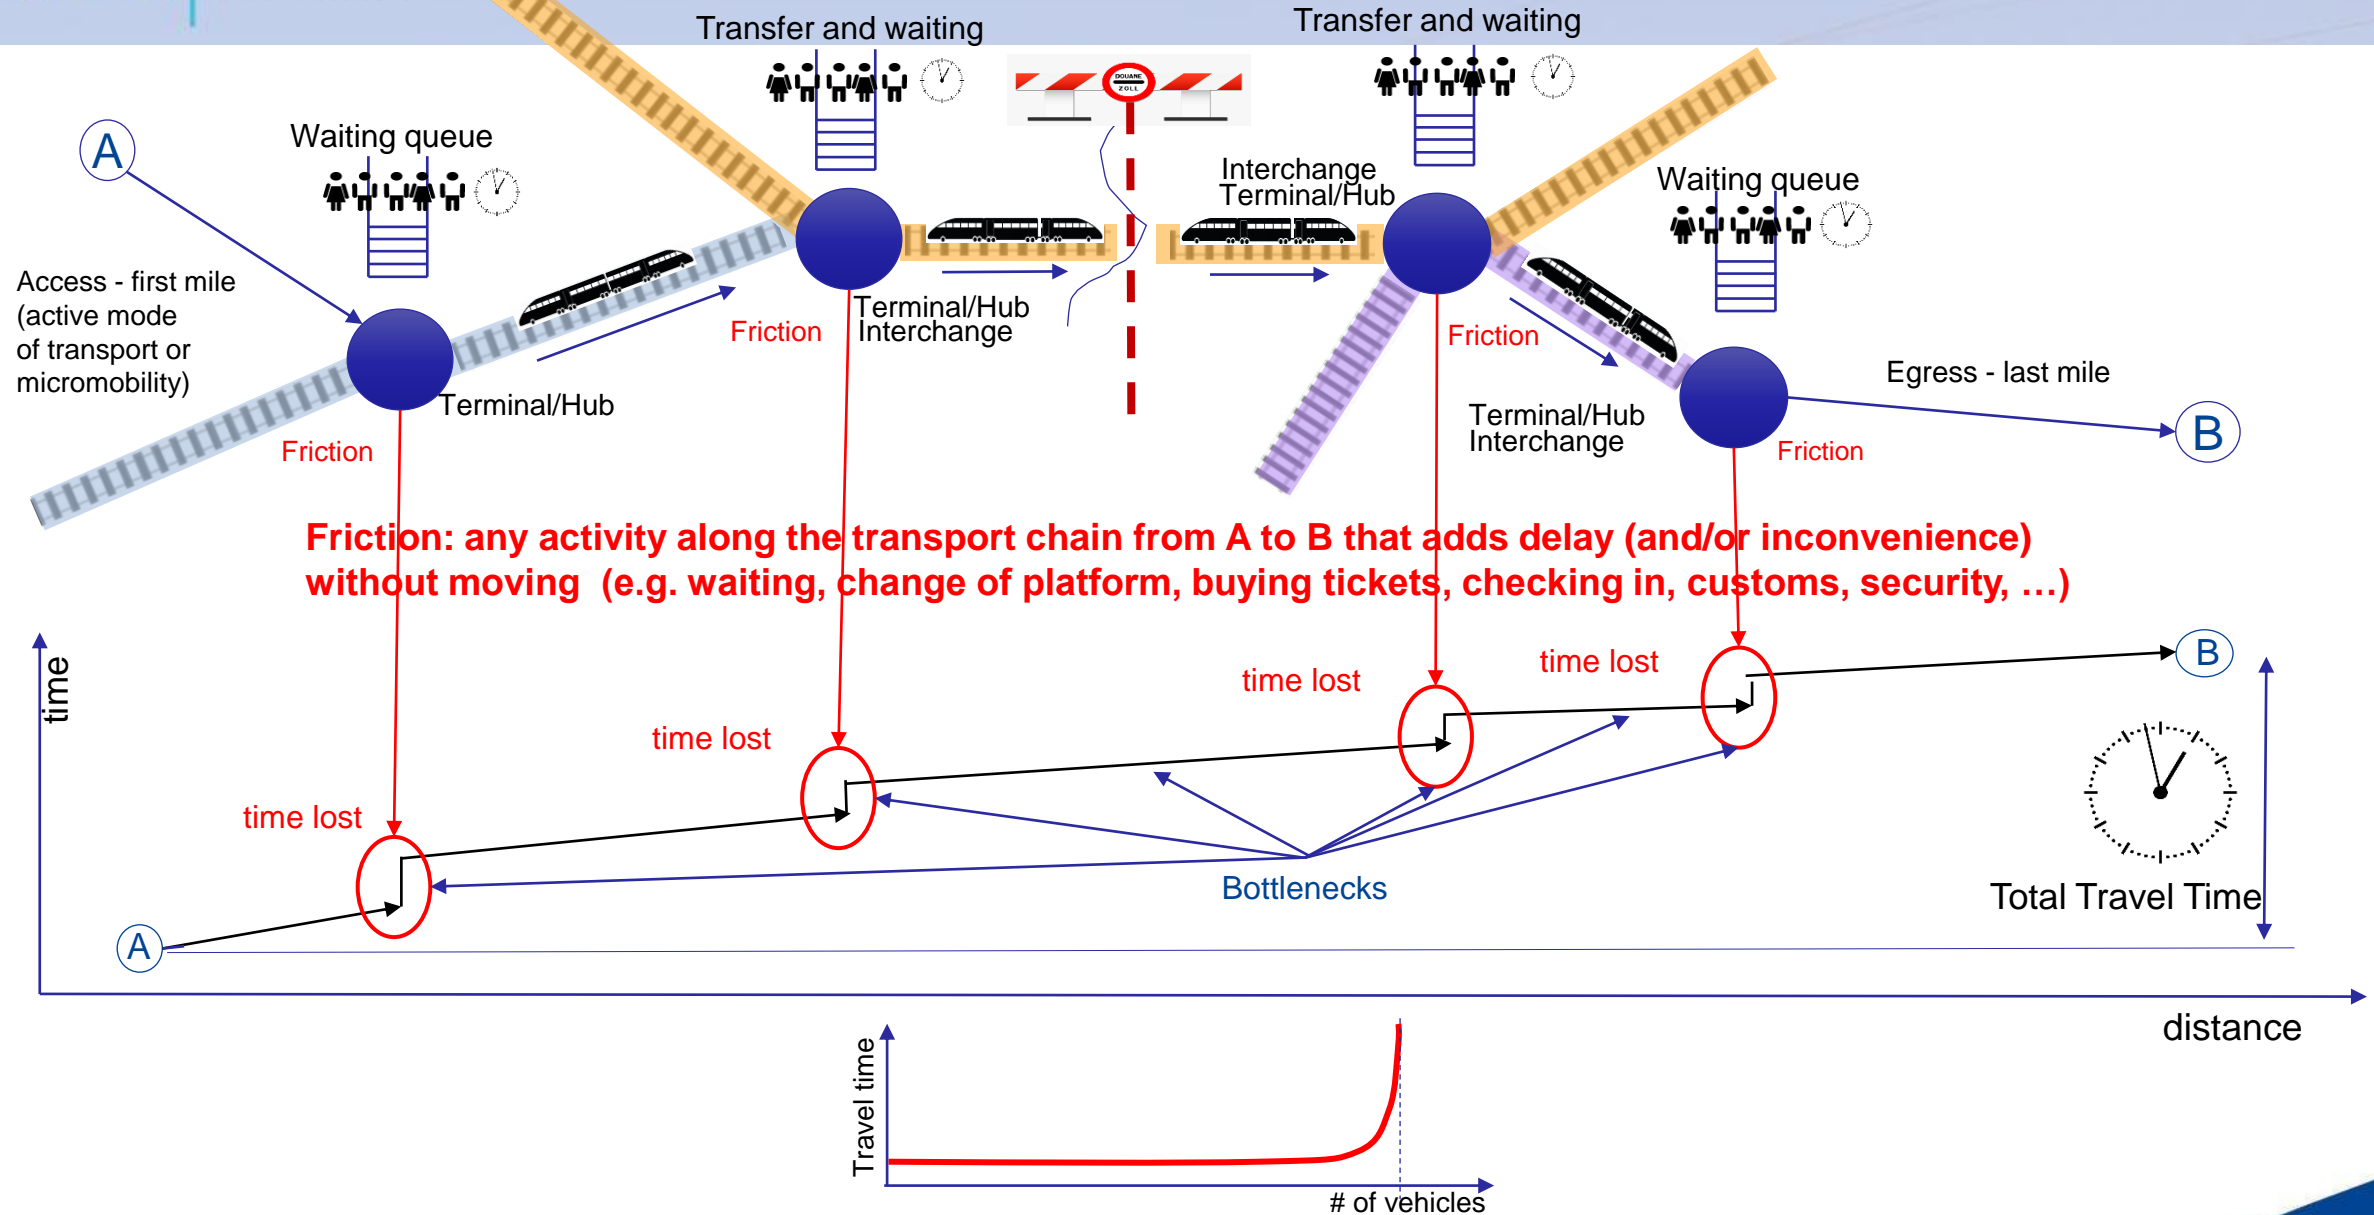 Transfer and waiting
Transfer and waiting
DOUANE
ZOLL
A
Waiting queue
Interchange
Terminal/Hub
Waiting queue
Access - first mile
(active mode
of transport or
micromobility)
Friction
Terminal/Hub
Interchange
Friction
Egress - last mile
Terminal/Hub
Terminal/Hub
Interchange
B
Friction
Friction
Friction: any activity along the transport chain from A to B that adds delay (and/or inconvenience)
without moving  (e.g. waiting, change of platform, buying tickets, checking in, customs, security, …)
time
time lost
time lost
B
time lost
time lost
Bottlenecks
Total Travel Time
A
distance
Travel time
# of vehicles